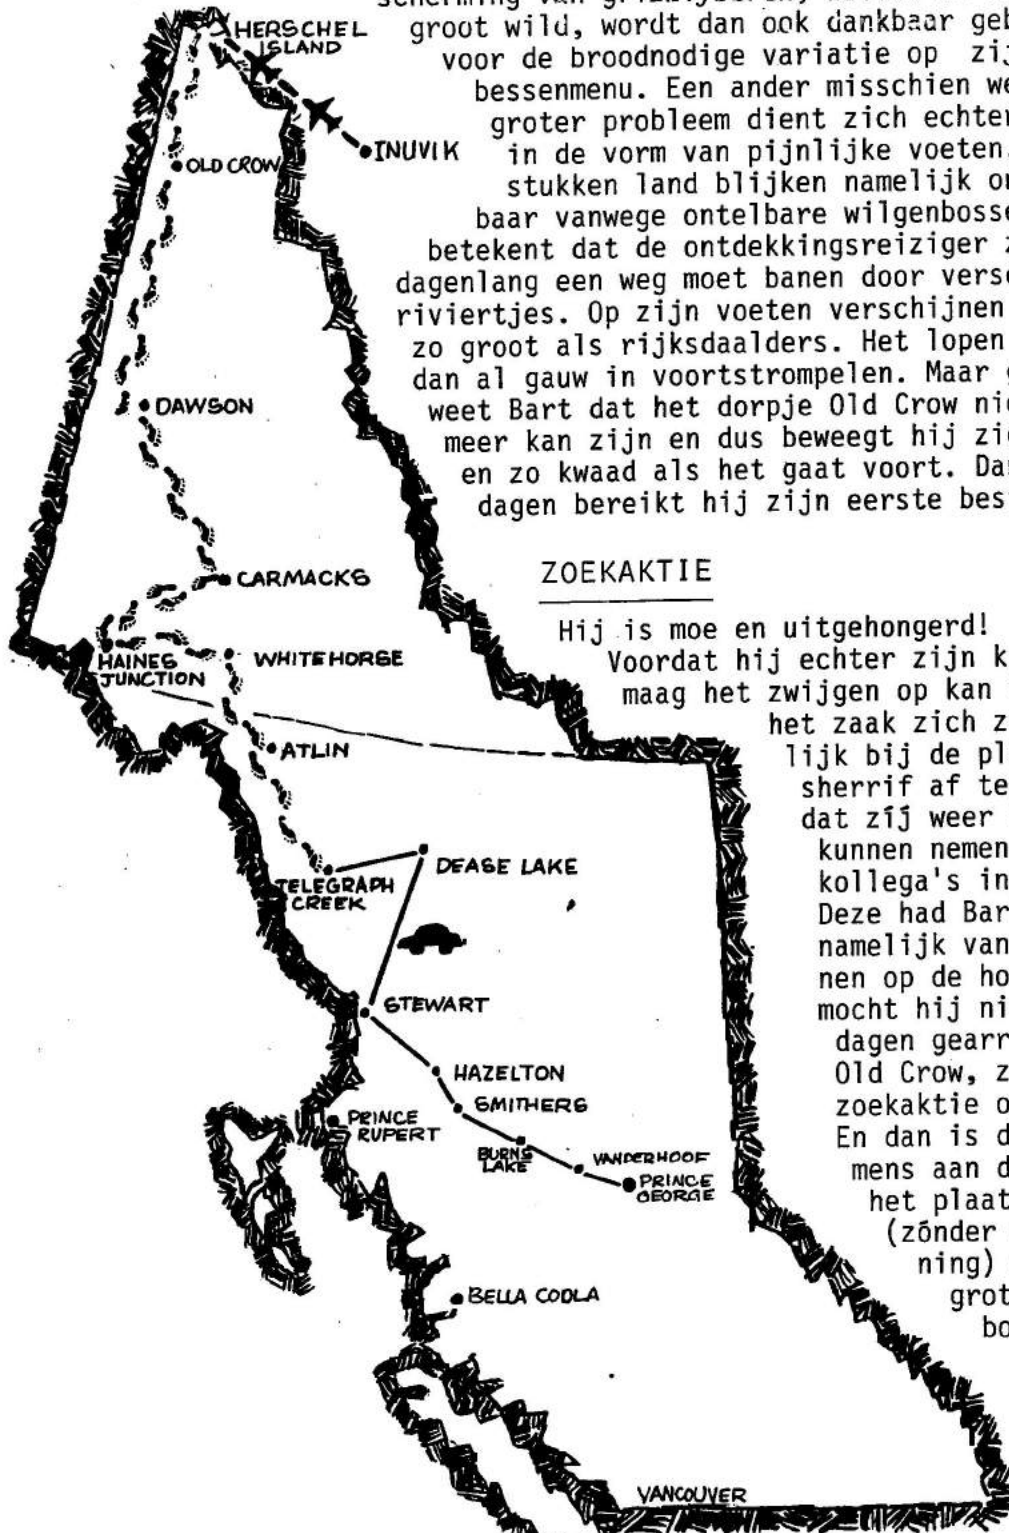 groot wild, wordt dan ook dankbaar geb
voor de broodnodige variatie op zij
bessenmenu. Een ander misschien we
groter probleem dient zich echter
in de vorm van pijnlijke voeten.
stukken land blijken namelijk on
baar vanwege ontelbare wilgenbosse
betekent dat de ontdekkingsreiziger z
dagenlang een weg moet banen door verso
riviertjes. Op zijn voeten verschijnen
zo groot als rijksdaalders. Het lopen
dan al gauw in voortstrompelen. Maar g
weet Bart dat het dorpje Old Crow nie
meer kan zijn en dus beweegt hij zic
en zo kwaad als het gaat voort. Dan
dagen bereikt hij zijn eerste best
ZOEKAKTIE
Hij is moe en uitgehongerd!
Voordat hij echter zijn k
maag het zwijgen op kan
het zaak zich z
lijk bij de pl
sherrif af te
dat zíj weer
kunnen nemen
kollega's in
Deze had Bar
namelijk van
nen op de ho
mocht hij ni
dagen gearr
Old Crow, z
zoekaktie o
En dan is d
mens aan d
het plaat
(zónder
ning)
grot
bo
HERSCHEL
ISLAND
INUVIK
OLD CROW
DAWSON
CARMACKS
HAINES
JUNCTION
WHITEHORSE
ATLIN
DEASE LAKE
TELEGRAPH
CREEK
STEWART
HAZELTON
SMITHERS
PRINCE
RUPERT
BURNS
LAKE
VANDERHOOF
PRINCE
GEORGE
BELLA COOLA
VANCOUVER